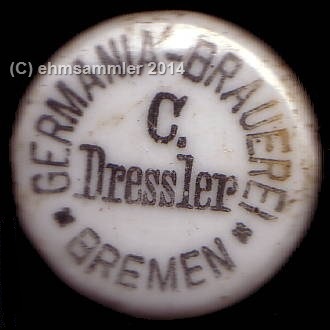 (C) ehmsammler 2014
GERMANIA-BRAUEREI
C.
Dressler
* BREMEN *